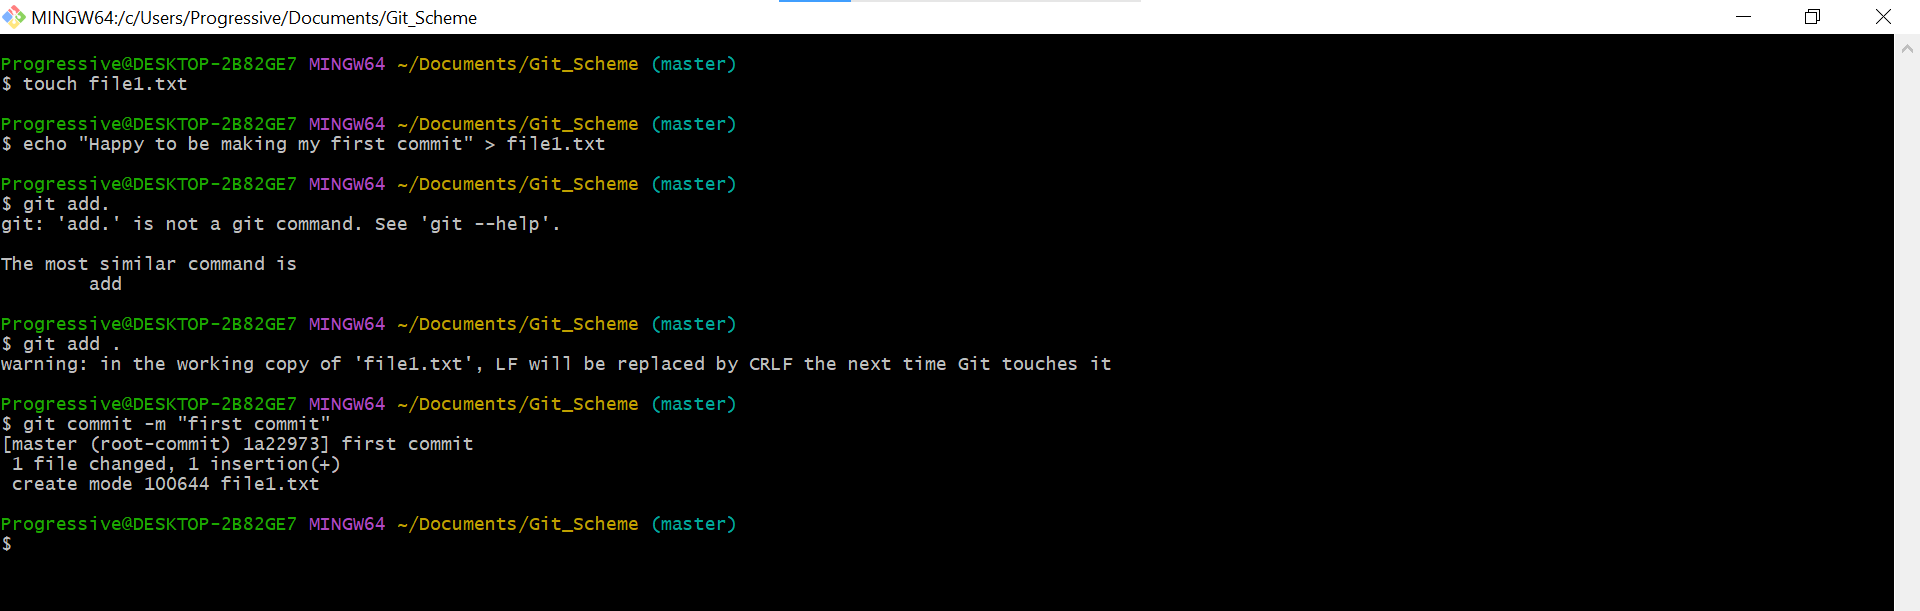 MINGW64:/c/Users/Progressive/Documents/Git_Scheme
Progressive@DESKTOP-2B82GE7 MINGW64 ~/Documents/Git_Scheme (master)
$ touch file1.txt
Progressive@DESKTOP-2B82GE7 MINGW64 ~/Documents/Git_Scheme (master)
$ echo "Happy to be making my first commit" > file1.txt
Progressive@DESKTOP-2B82GE7 MINGW64 ~/Documents/Git_Scheme (master)
$ git add.
git: 'add.' is not a git command. See 'git --help'.
The most similar command is
        add
Progressive@DESKTOP-2B82GE7 MINGW64 ~/Documents/Git_Scheme (master)
$ git add .
warning: in the working copy of 'file1.txt', LF will be replaced by CRLF the next time Git touches it
Progressive@DESKTOP-2B82GE7 MINGW64 ~/Documents/Git_Scheme (master)
$ git commit -m "first commit"
[master (root-commit) 1a22973] first commit
 1 file changed, 1 insertion(+)
 create mode 100644 file1.txt
Progressive@DESKTOP-2B82GE7 MINGW64 ~/Documents/Git_Scheme (master)
$